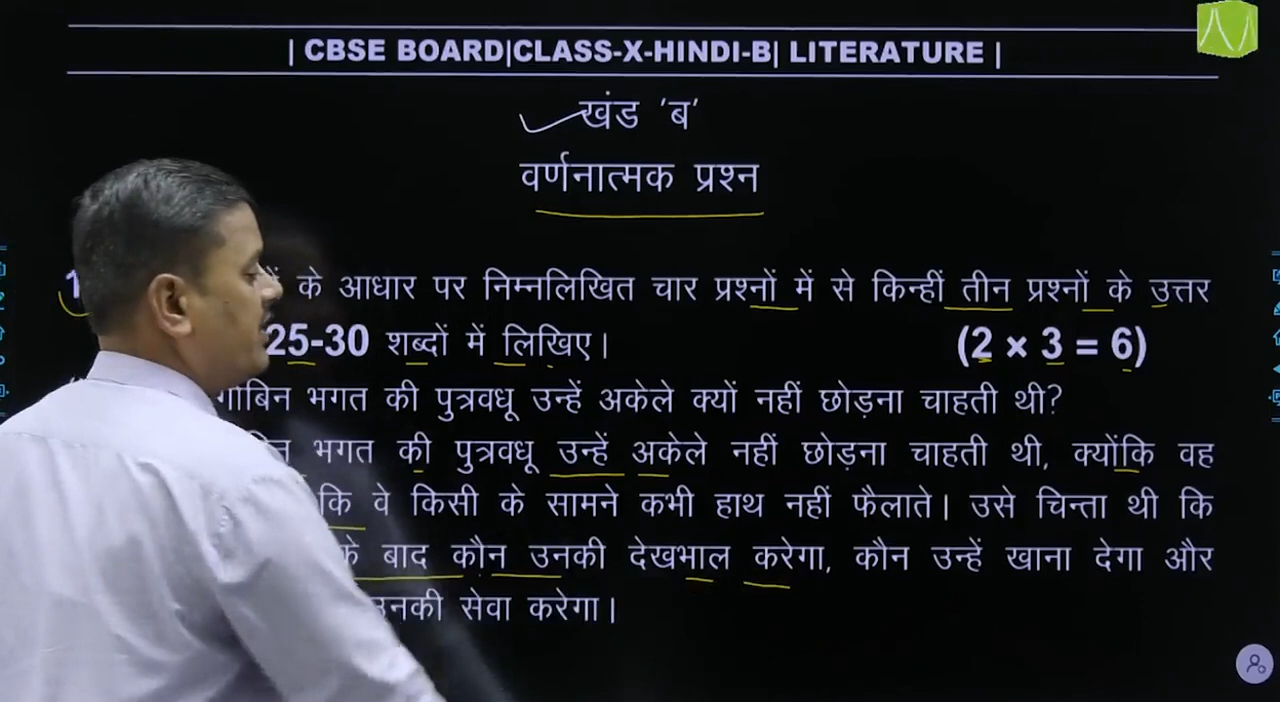 | CBSE BOARD|CLASS-X-HINDI-B| LITERATURE |
खंड 'ब'
वर्णनात्मक प्रश्न
के आधार पर निम्नलिखित चार प्रश्नों में से किन्हीं तीन प्रश्नों के उत्तर
25-30 शब्दों में लिखिए। (2 × 3 = 6)
भगत की पुत्रवधू उन्हें अकेले क्यों नहीं छोड़ना चाहती थी?
भगत की पुत्रवधू उन्हें अकेले नहीं छोड़ना चाहती थी, क्योंकि वह
कि वे किसी के सामने कभी हाथ नहीं फैलाते। उसे चिन्ता थी कि
के बाद कौन उनकी देखभाल करेगा, कौन उन्हें खाना देगा और
उनकी सेवा करेगा।